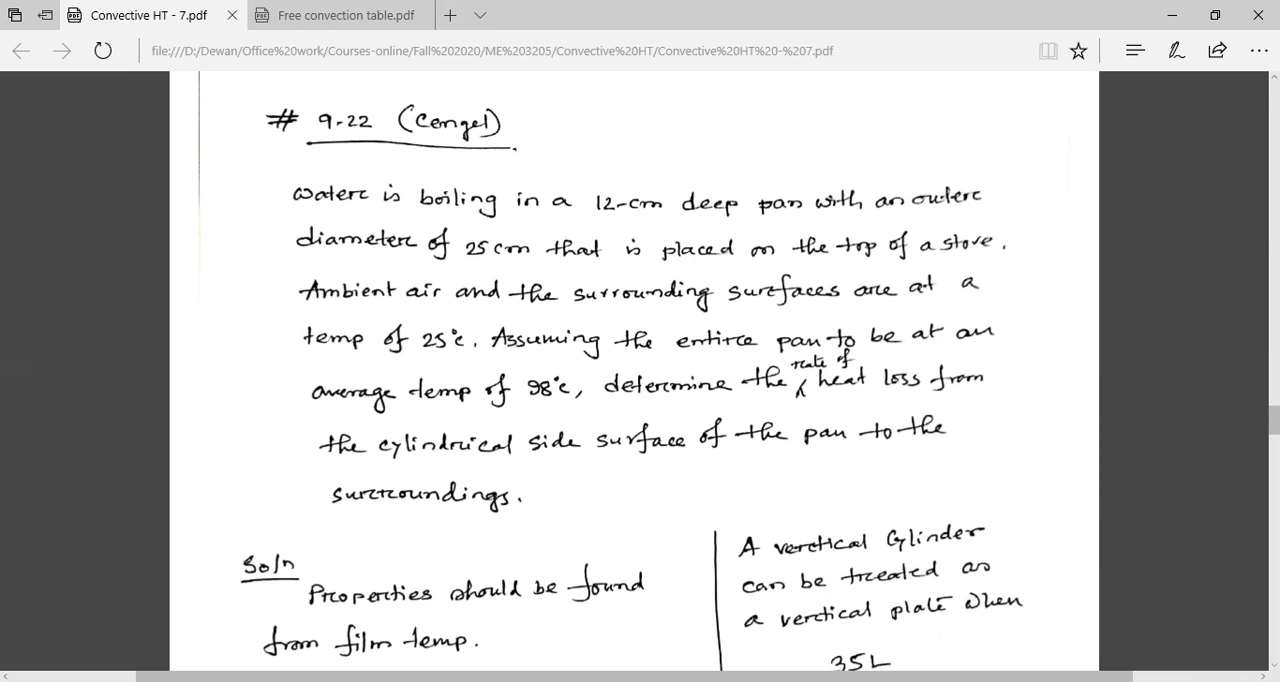 Convective HT - 7.pdf
Free convection table.pdf
file:///D:/Dewan/Office%20work/Courses-online/Fall%202020/ME%203205/Convective%20HT/Convective%20HT%20-%207.pdf
# 9-22 (Cengel)
Water is boiling in a 12-cm deep pan with an outer
diameter of 25 cm that is placed on the top of a stove.
Ambient air and the surrounding surfaces are at a
temp of 25°c. Assuming the entire pan to be at an
average temp of 98°c, determine the rate of heat loss from
the cylindrical side surface of the pan to the
surroundings.
Soln
Properties should be found
from film temp.
A vertical Cylinder
can be treated as
a vertical plate when
35L